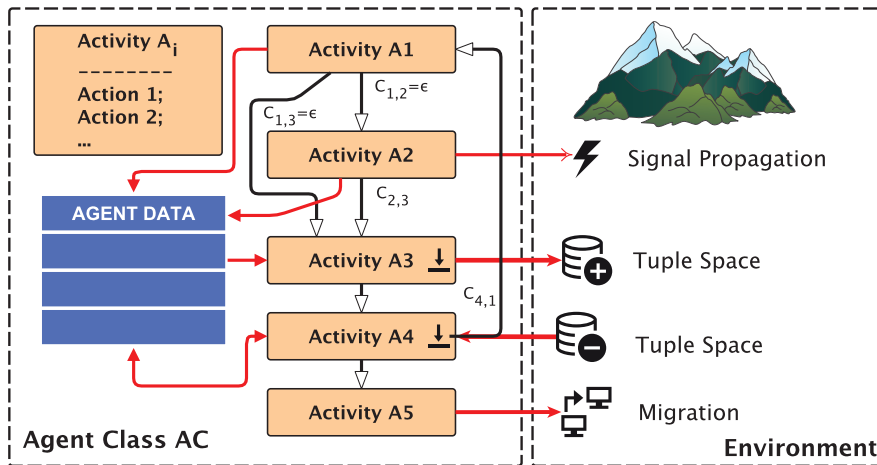 Activity Ai
--------
Action 1;
Action 2;
...
Activity A1
C1,3=ϵ
C1,2=ϵ
Activity A2
Signal Propagation
C2,3
AGENT DATA
Activity A3
Tuple Space
C4,1
Activity A4
Tuple Space
Activity A5
Migration
Agent Class AC
Environment